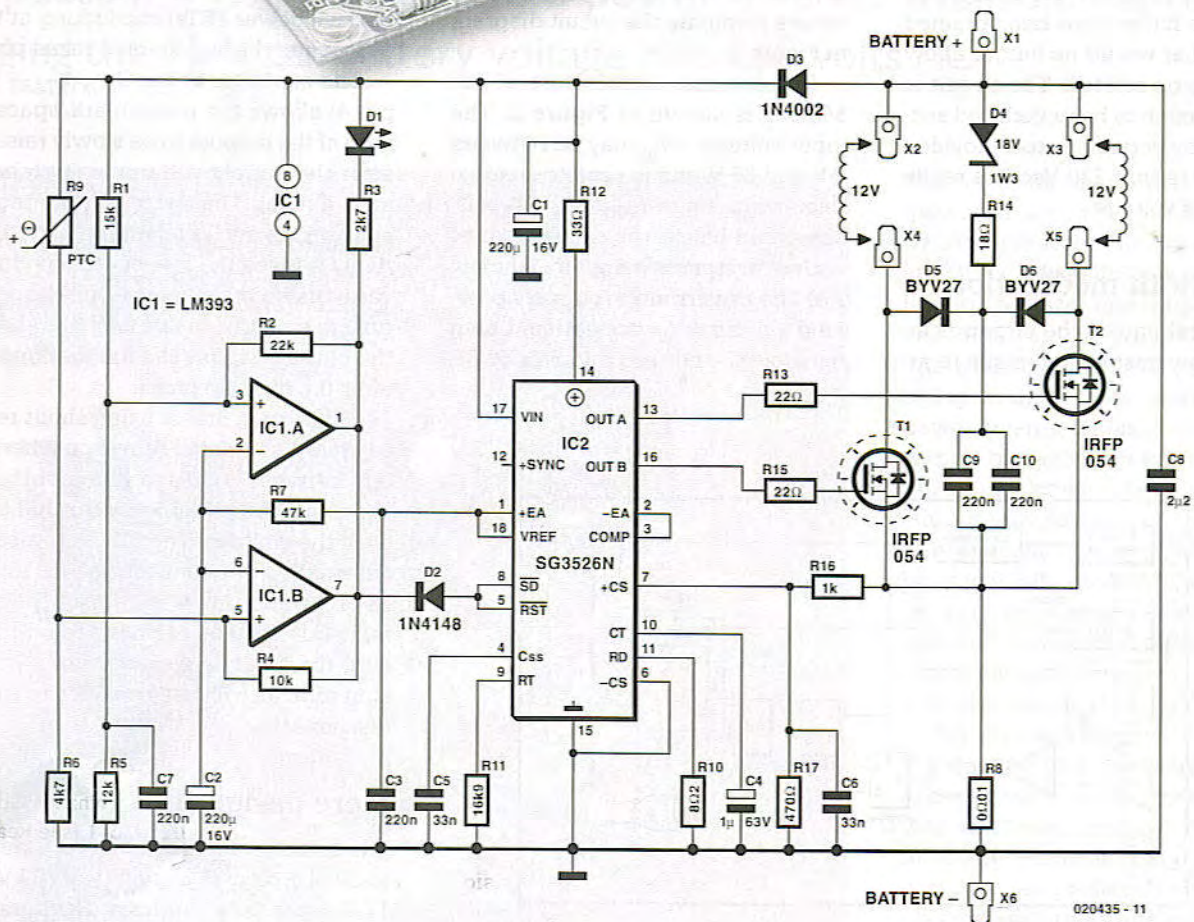 BATTERY +
X1
D3
1N4002
D1
R9
R1
15k
PTC
8
IC1
4
R3
2k7
C1
220µ
16V
R12
33Ω
X2
X3
D4
18V
1W3
12V
12V
R14
18Ω
X4
X5
D5
BYV27
D6
BYV27
T2
IRFP
054
IC1 = LM393
R2
22k
3
2
IC1.A
1
R7
47k
6
5
IC1.B
7
R4
10k
D2
1N4148
14
17
VIN
12
+SYNC
1
+EA
18
VREF
8
SD
5
RST
4
Css
9
RT
IC2
SG3526N
OUT A
13
OUT B
16
–EA
2
COMP
3
+CS
7
CT
10
RD
11
–CS
6
15
R13
22Ω
R15
22Ω
T1
IRFP
054
C9
220n
C10
220n
C8
2µ2
R16
1k
R6
4k7
R5
12k
C7
220n
C2
220µ
16V
C3
220n
C5
33n
R11
16k9
R10
8Ω2
C4
1µ
63V
R17
470Ω
C6
33n
R8
0Ω01
BATTERY–
X6
020435 - 11